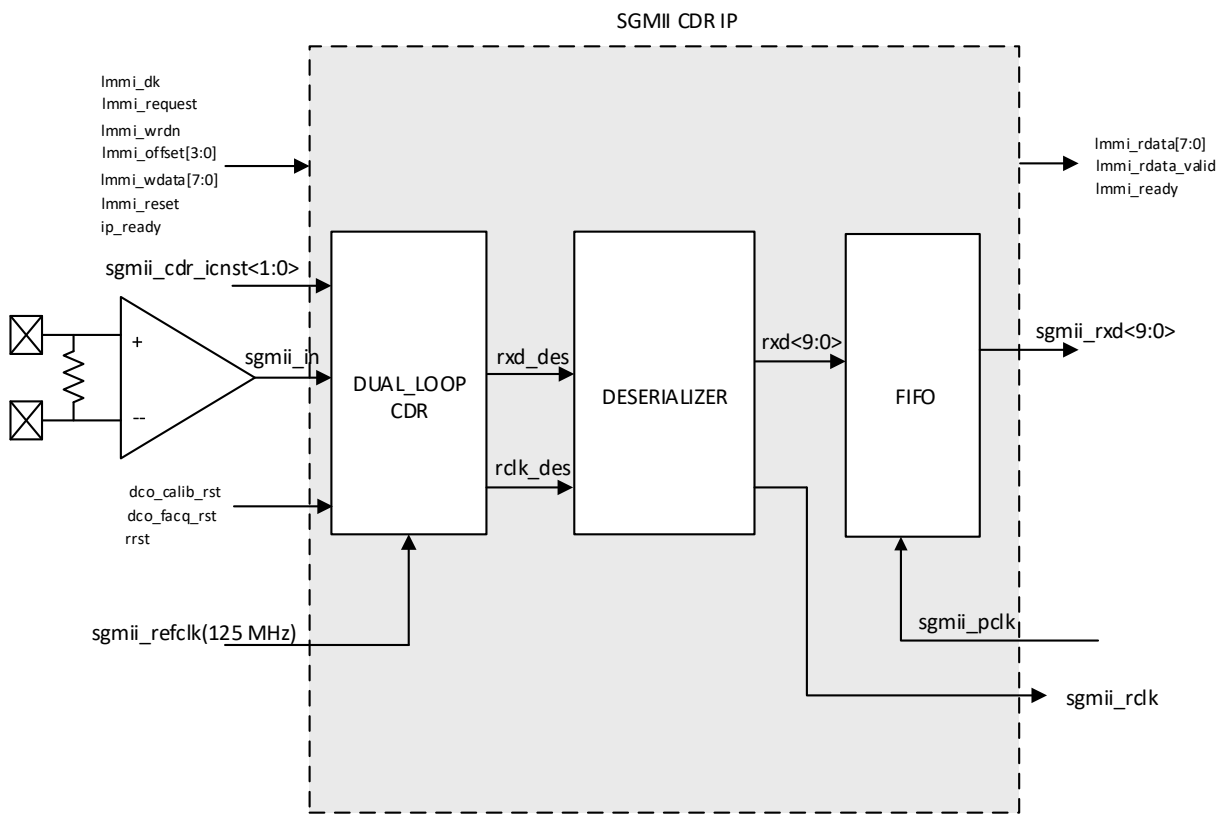 SGMII CDR IP
lmmi_dk
lmmi_request
lmmi_wrdn
lmmi_offset[3:0]
lmmi_wdata[7:0]
lmmi_reset
ip_ready
lmmi_rdata[7:0]
lmmi_rdata_valid
lmmi_ready
sgmii_cdr_icnst<1:0>
+
--
sgmii_in
DUAL_LOOP
CDR
rxd_des
rclk_des
DESERIALIZER
rxd<9:0>
FIFO
sgmii_rxd<9:0>
dco_calib_rst
dco_facq_rst
rrst
sgmii_refclk(125 MHz)
sgmii_pclk
sgmii_rclk